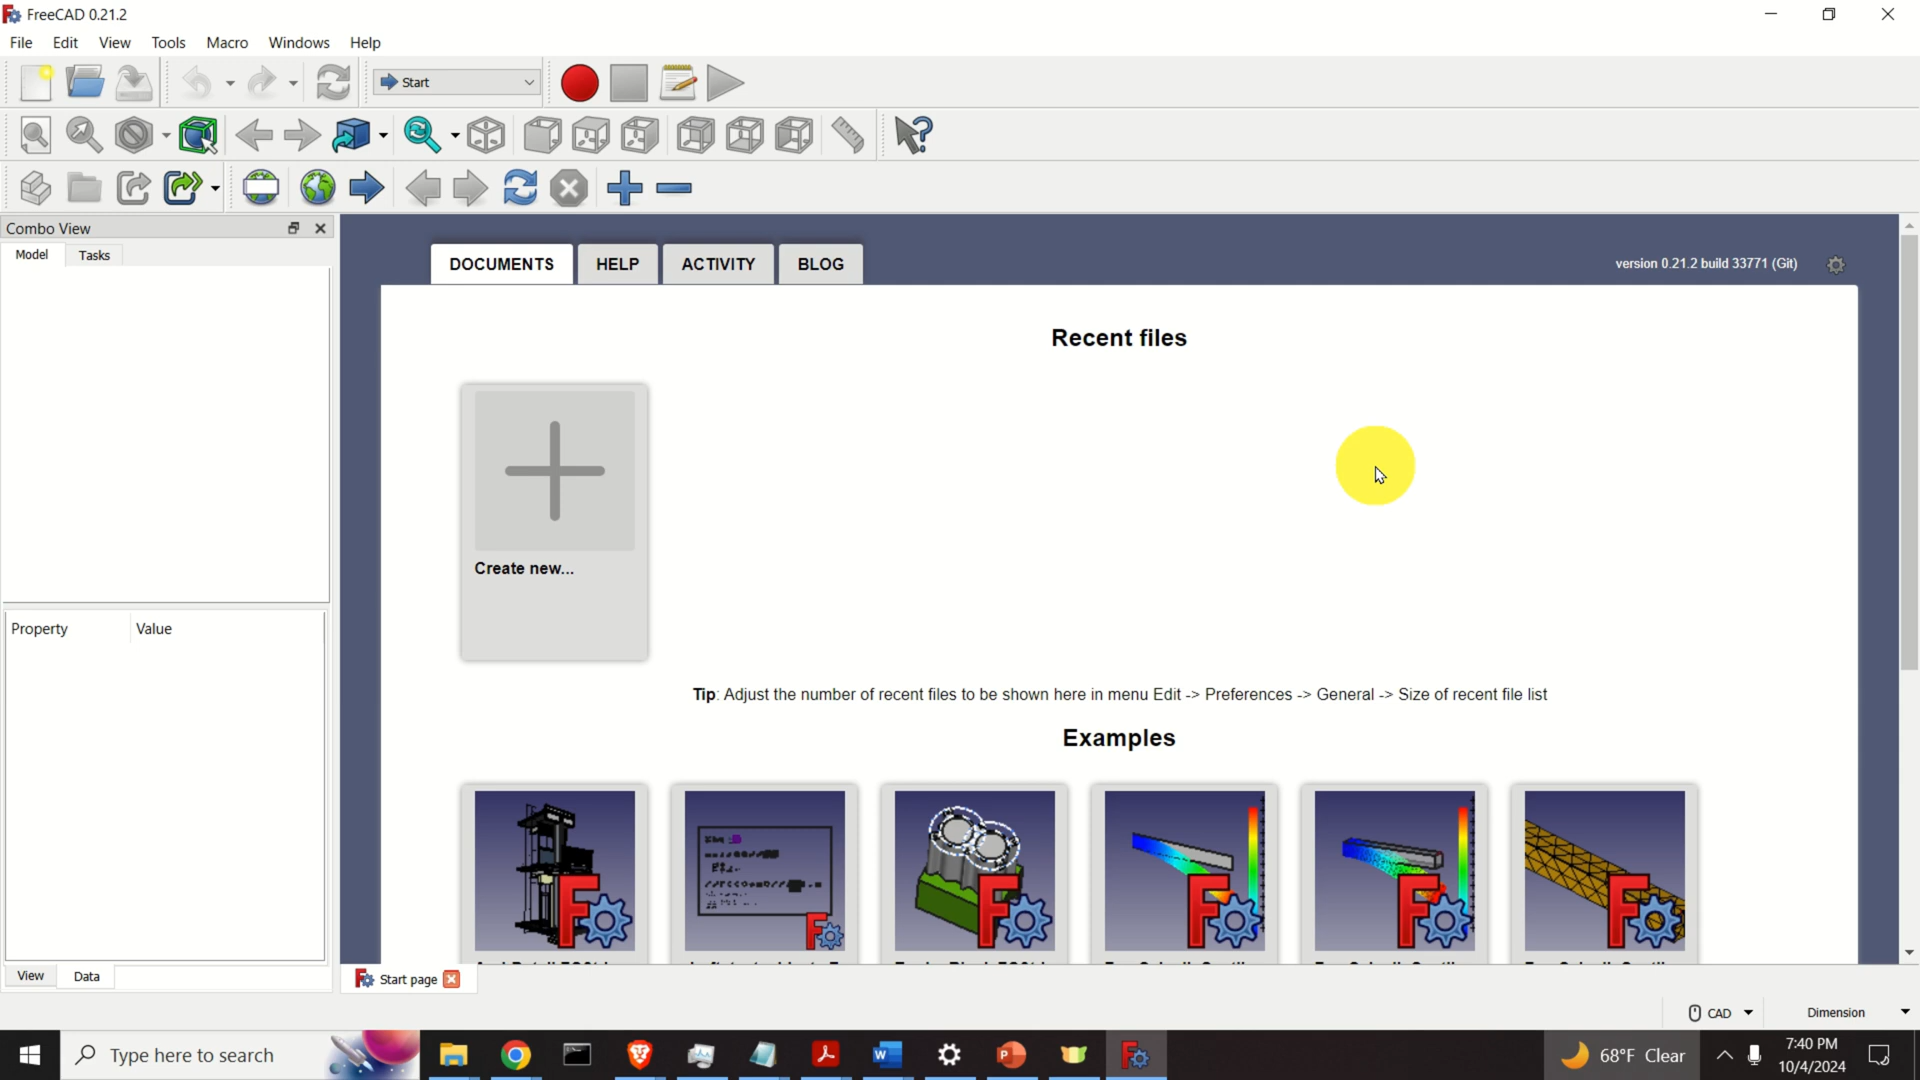 FreeCAD 0.21.2
File Edit View Tools Macro Windows Help
Start
Combo View
Model Tasks
DOCUMENTS HELP ACTIVITY BLOG
version 0.21.2 build 33771 (Git)
Recent files
Create new...
Property Value
Tip: Adjust the number of recent files to be shown here in menu Edit -> Preferences -> General -> Size of recent file list
Examples
View Data
Start page
CAD
Dimension
Type here to search
68°F Clear
7:40 PM
10/4/2024